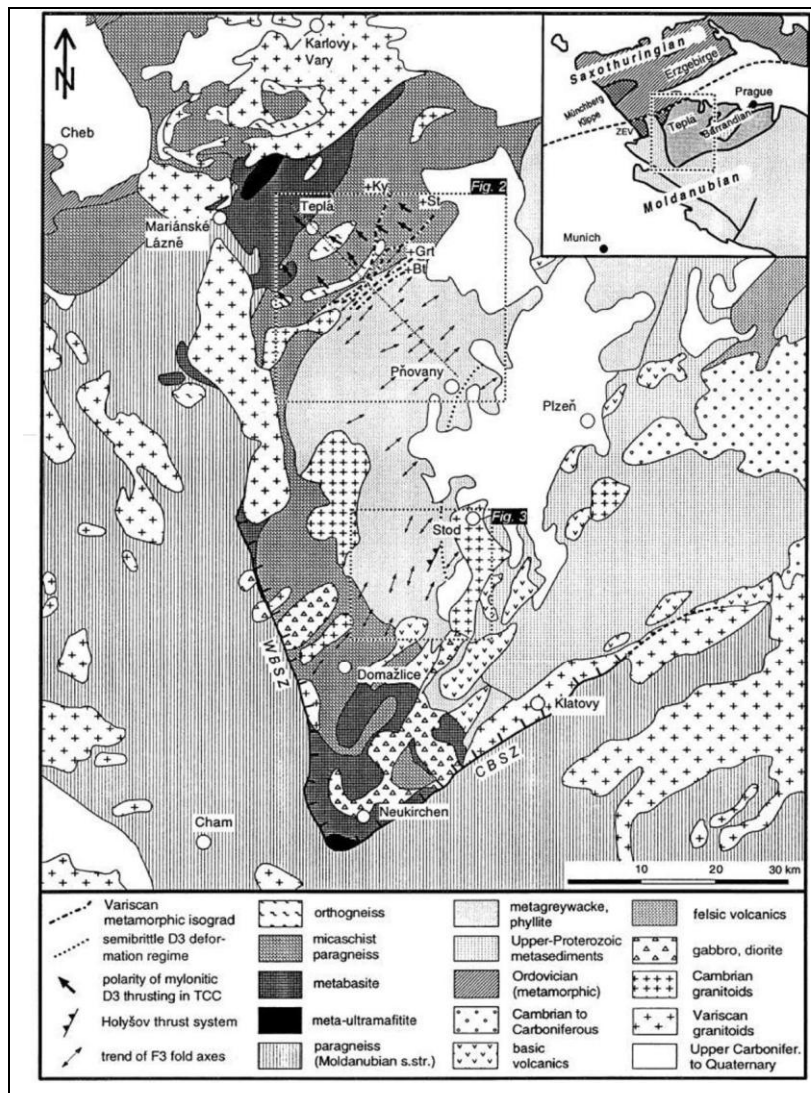 N
Karlovy
Vary
Cheb
Mariánské
Lázně
Teplá
+Ky
+St
Fig. 2
+Grt
+Bt
Pňovany
Plzeň
Stod
Fig. 3
WBSZ
Domažlice
Klatovy
CBSZ
Neukirchen
Cham
10 20 30 km
Saxothuringian
Erzgebirge
Münchberg
Klippe
ZEV
Prague
Teplá
Barrandian
Moldanubian
Munich
Variscan
metamorphic isograd
semibrittle D3 defor-
mation regime
polarity of mylonitic
D3 thrusting in TCC
Holyšov thrust system
trend of F3 fold axes
orthogneiss
micaschist
paragneiss
metabasite
meta-ultramafitite
paragneiss
(Moldanubian s.str.)
metagreywacke,
phyllite
Upper-Proterozoic
metasediments
Ordovician
(metamorphic)
Cambrian to
Carboniferous
basic
volcanics
felsic volcanics
gabbro, diorite
Cambrian
granitoids
Variscan
granitoids
Upper Carbonifer.
to Quaternary